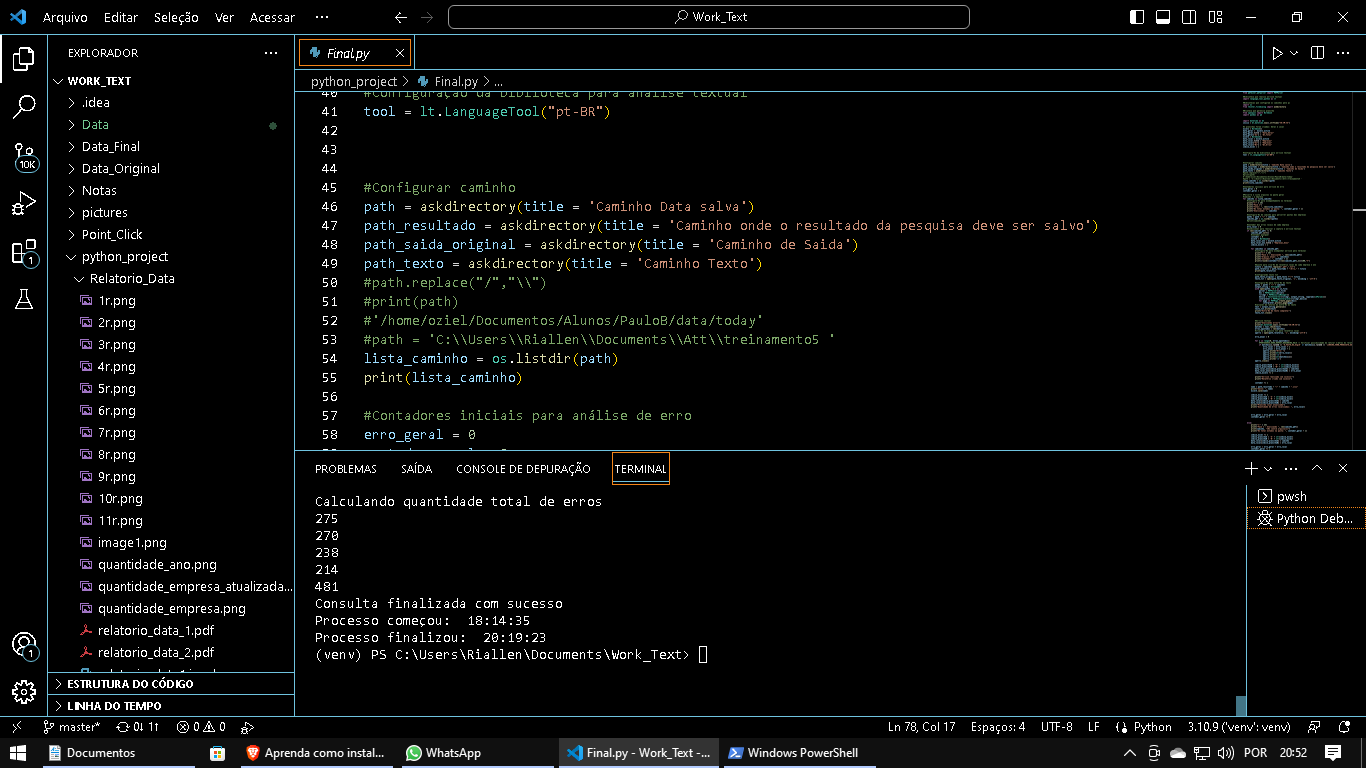 Arquivo Editar Seleção Ver Acessar ··· Work_Text
EXPLORADOR ···
WORK_TEXT
.idea
Data
Data_Final
Data_Original
Notas
pictures
Point_Click
python_project
Relatorio_Data
1r.png
2r.png
3r.png
4r.png
5r.png
6r.png
7r.png
8r.png
9r.png
10r.png
11r.png
image1.png
quantidade_ano.png
quantidade_empresa_atualizada...
quantidade_empresa.png
relatorio_data_1.pdf
relatorio_data_2.pdf
ESTRUTURA DO CÓDIGO
LINHA DO TEMPO
10K
1
1
Final.py
python_project > Final.py > ...
40 #Configuração da biblioteca para análise textual
41 tool = lt.LanguageTool("pt-BR")
42
43
44
45 #Configurar caminho
46 path = askdirectory(title = 'Caminho Data salva')
47 path_resultado = askdirectory(title = 'Caminho onde o resultado da pesquisa deve ser salvo')
48 path_saida_original = askdirectory(title = 'Caminho de Saida')
49 path_texto = askdirectory(title = 'Caminho Texto')
50 #path.replace("/","\\")
51 #print(path)
52 #'/home/oziel/Documentos/Alunos/PauloB/data/today'
53 #path = 'C:\\Users\\Riallen\\Documents\\Att\\treinamento5 '
54 lista_caminho = os.listdir(path)
55 print(lista_caminho)
56
57 #Contadores iniciais para análise de erro
58 erro_geral = 0
PROBLEMAS SAÍDA CONSOLE DE DEPURAÇÃO TERMINAL
Calculando quantidade total de erros
275
270
238
214
481
Consulta finalizada com sucesso
Processo começou:  18:14:35
Processo finalizou:  20:19:23
(venv) PS C:\Users\Riallen\Documents\Work_Text>
pwsh
Python Deb...
master* 0↓ 1↑ 0 0 Ln 78, Col 17 Espaços: 4 UTF-8 LF Python 3.10.9 ('venv': venv)
Documentos Aprenda como instal... WhatsApp Final.py - Work_Text -... Windows PowerShell POR 20:52